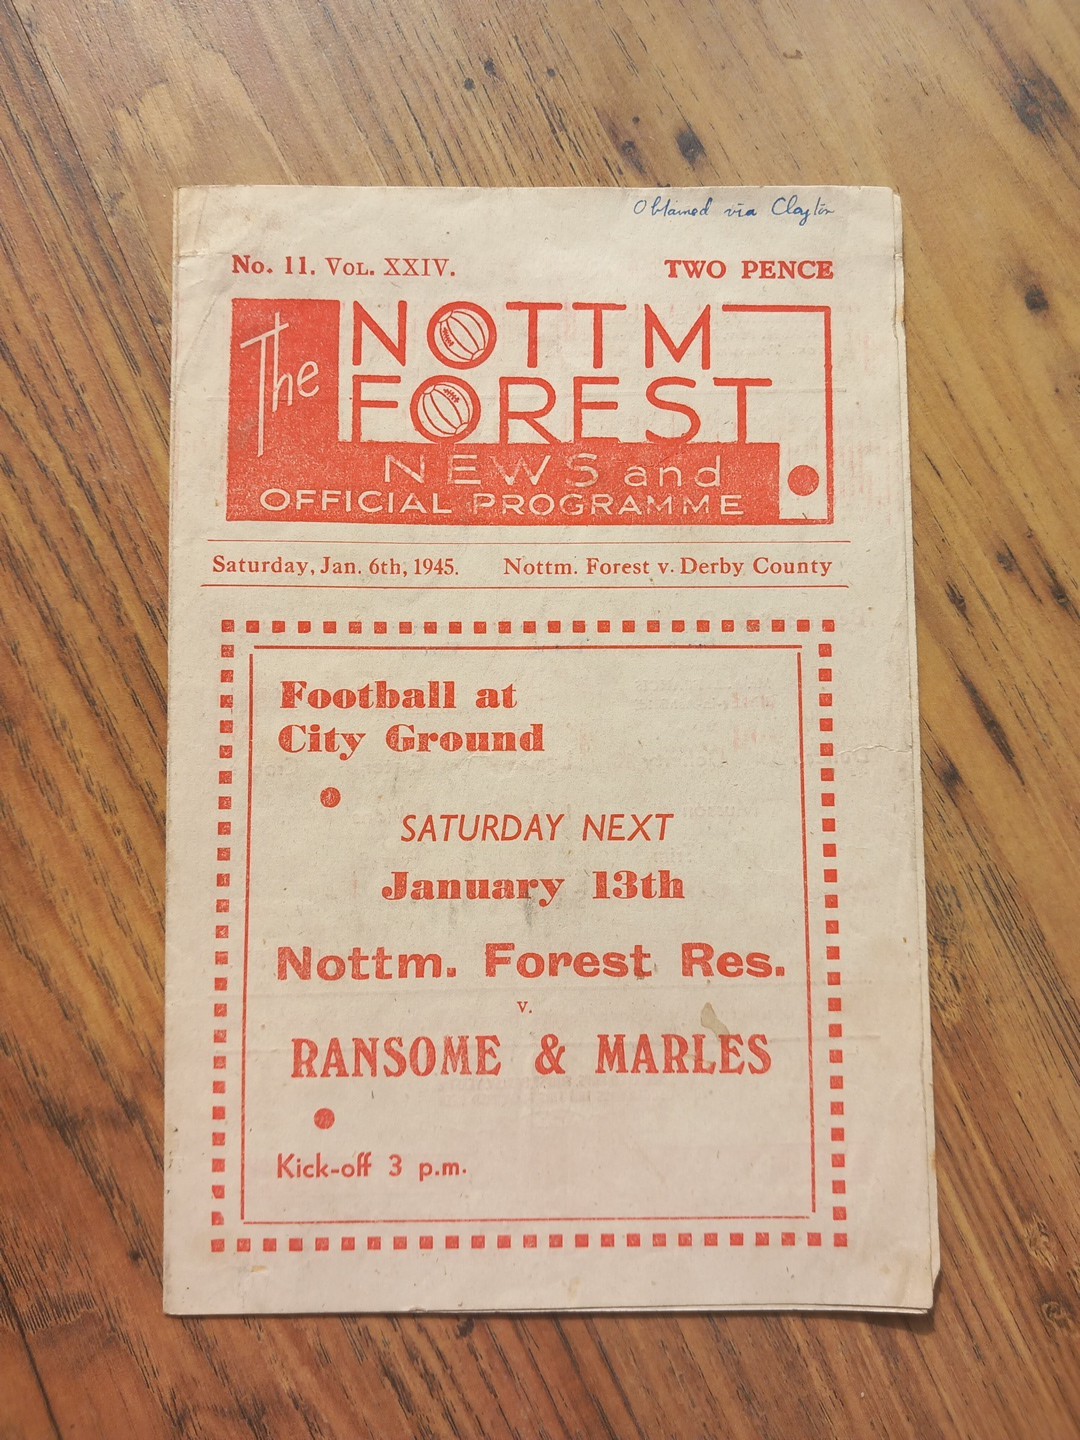 Obtained via Clayton
No. 11. VOL. XXIV.
TWO PENCE
The
NOTTM
FOREST
NEWS and
OFFICIAL PROGRAMME
Saturday, Jan. 6th, 1945. Nottm. Forest v. Derby County
Football at
City Ground
SATURDAY NEXT
January 13th
Nottm. Forest Res.
v.
RANSOME & MARLES
Kick-off 3 p.m.